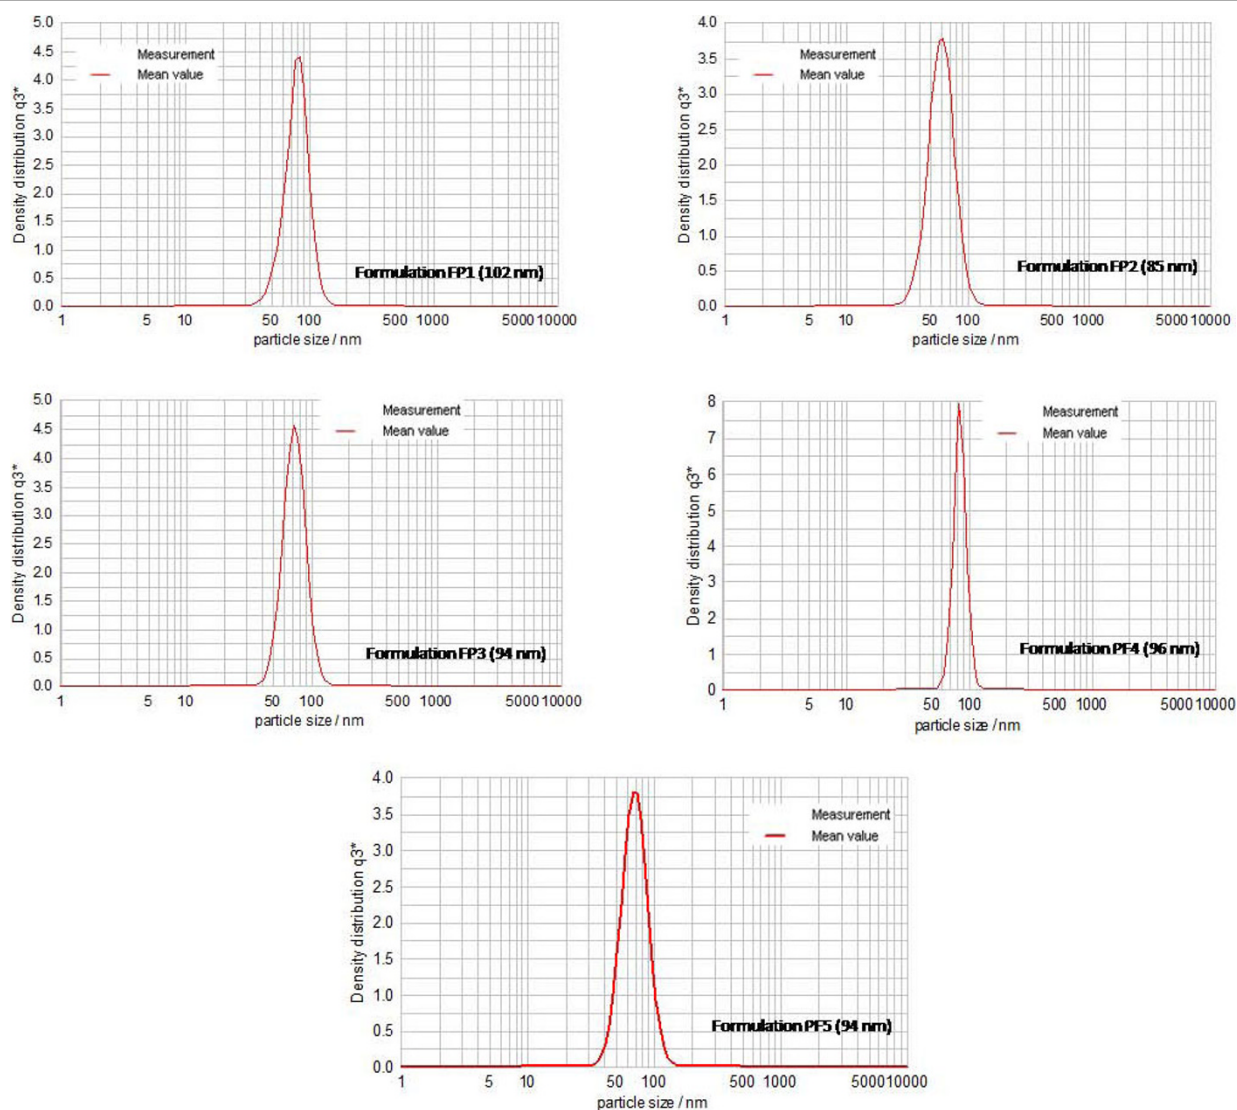 5.0
4.5
4.0
3.5
3.0
2.5
2.0
1.5
1.0
0.5
0.0
Density distribution q3*
Measurement
Mean value
Formulation FP1 (102 nm)
1 5 10 50 100 500 1000 5000 10000
particle size / nm
4.0
3.5
3.0
2.5
2.0
1.5
1.0
0.5
0.0
Density distribution q3*
Measurement
Mean value
Formulation FP2 (85 nm)
1 5 10 50 100 500 1000 5000 10000
particle size / nm
5.0
4.5
4.0
3.5
3.0
2.5
2.0
1.5
1.0
0.5
0.0
Density distribution q3*
Measurement
Mean value
Formulation FP3 (94 nm)
1 5 10 50 100 500 1000 5000 10000
particle size / nm
8
7
6
5
4
3
2
1
0
Density distribution q3*
Measurement
Mean value
Formulation PF4 (96 nm)
1 5 10 50 100 500 1000 5000 10000
particle size / nm
4.0
3.5
3.0
2.5
2.0
1.5
1.0
0.5
0.0
Density distribution q3*
Measurement
Mean value
Formulation PF5 (94 nm)
1 5 10 50 100 500 1000 5000 10000
particle size / nm